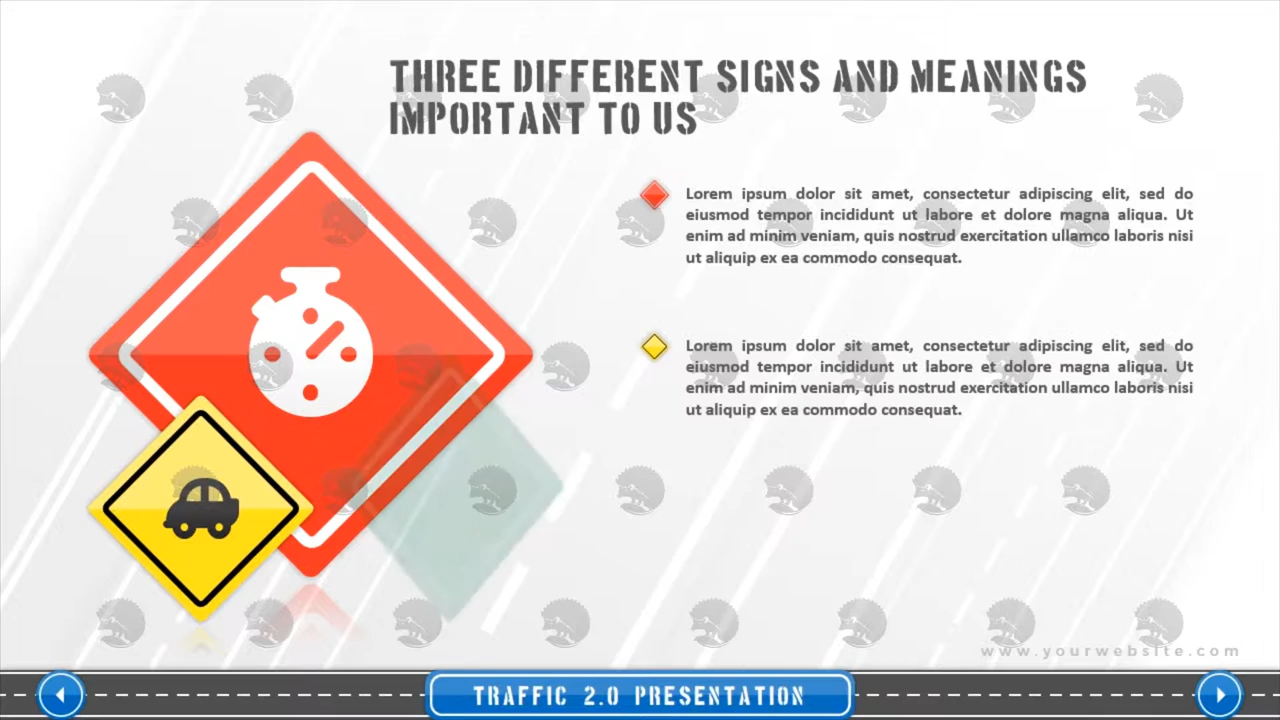 THREE DIFFERENT SIGNS AND MEANINGS
IMPORTANT TO US
Lorem ipsum dolor sit amet, consectetur adipiscing elit, sed do
eiusmod tempor incididunt ut labore et dolore magna aliqua. Ut
enim ad minim veniam, quis nostrud exercitation ullamco laboris nisi
ut aliquip ex ea commodo consequat.
Lorem ipsum dolor sit amet, consectetur adipiscing elit, sed do
eiusmod tempor incididunt ut labore et dolore magna aliqua. Ut
enim ad minim veniam, quis nostrud exercitation ullamco laboris nisi
ut aliquip ex ea commodo consequat.
www.yourwebsite.com
TRAFFIC 2.0 PRESENTATION